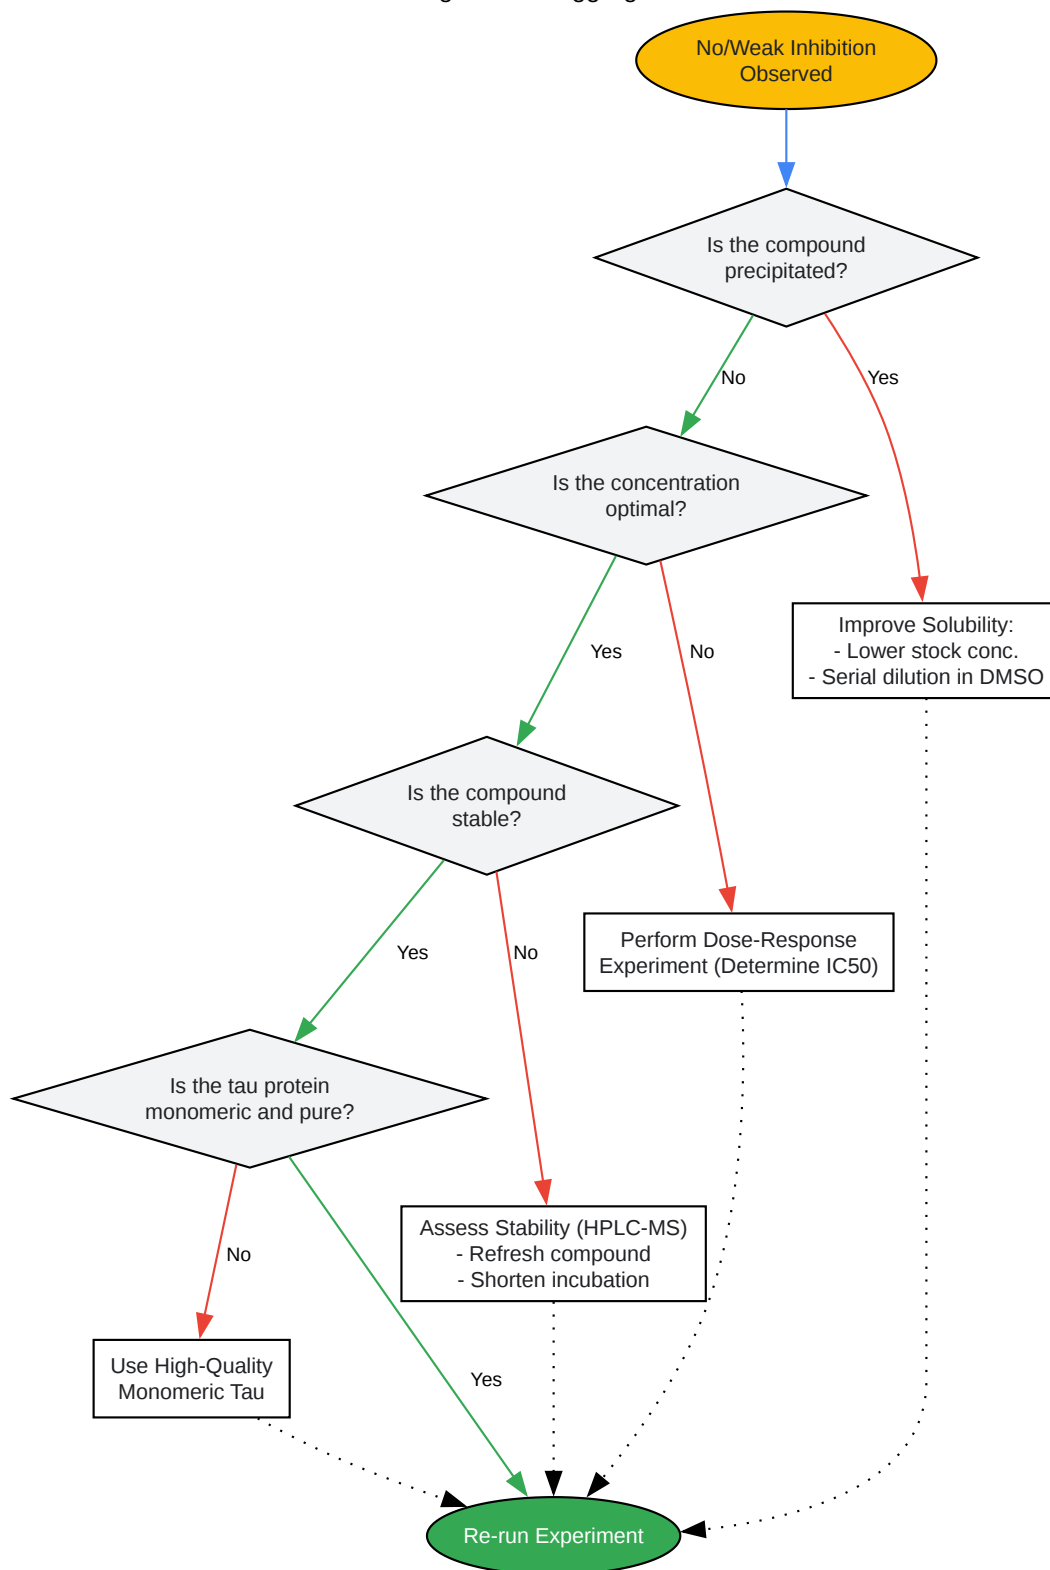 No/Weak Inhibition
Observed
Is the compound
precipitated?
No
Yes
Is the concentration
optimal?
Improve Solubility:
- Lower stock conc.
- Serial dilution in DMSO
Yes
No
Is the compound
stable?
Perform Dose-Response
Experiment (Determine IC50)
Yes
No
Is the tau protein
monomeric and pure?
Assess Stability (HPLC-MS)
- Refresh compound
- Shorten incubation
No
Use High-Quality
Monomeric Tau
Yes
Re-run Experiment